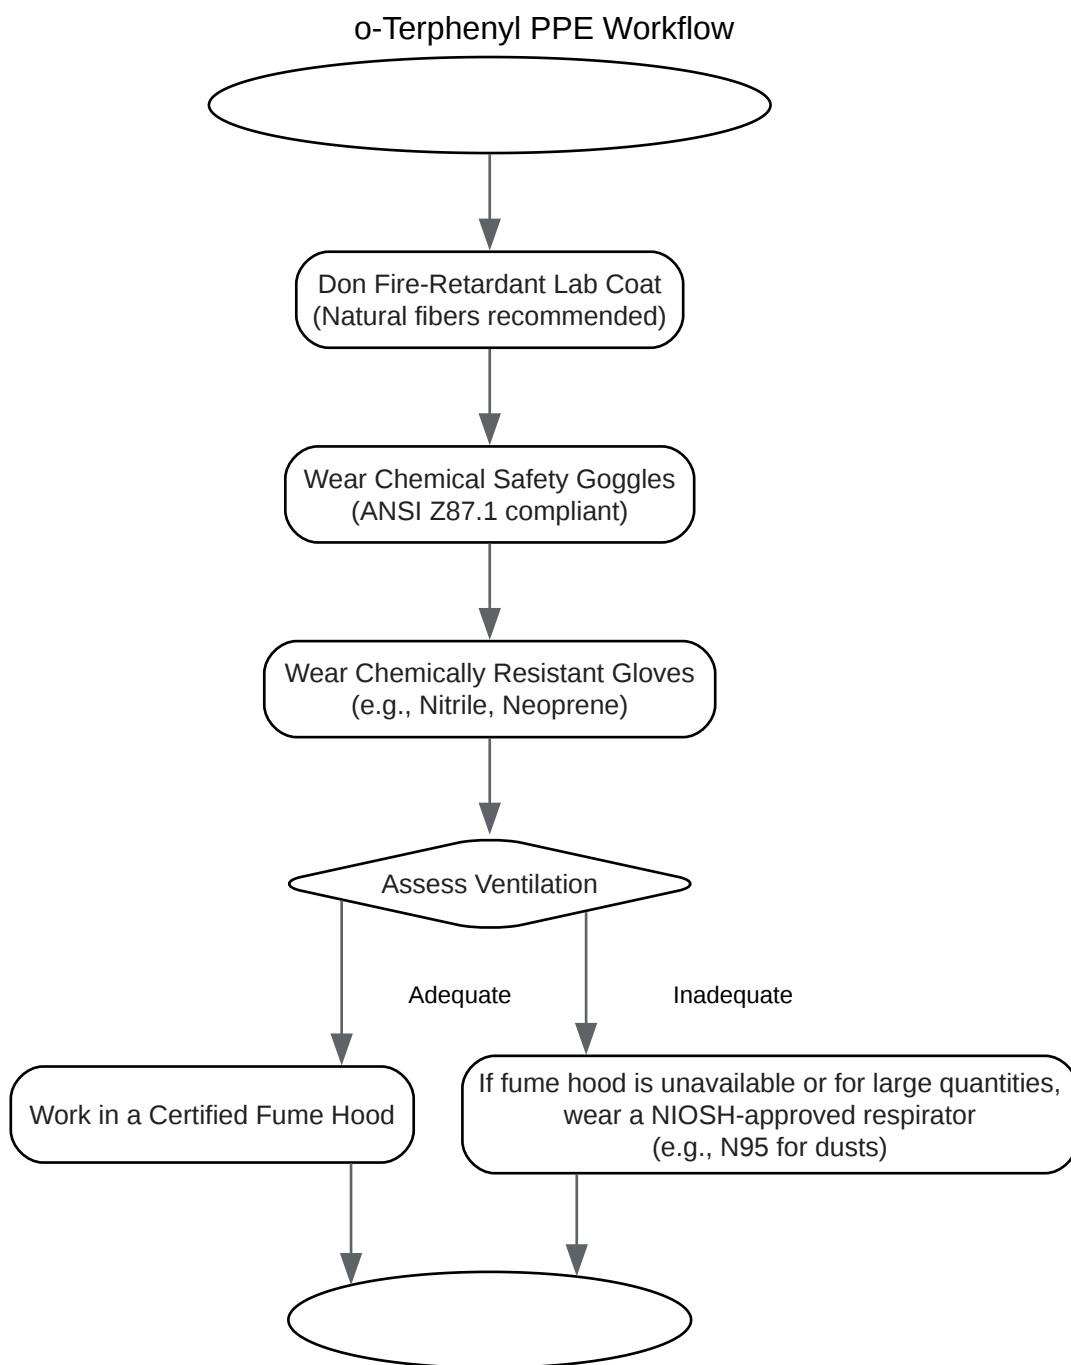 o-Terphenyl PPE Workflow
Don Fire-Retardant Lab Coat
(Natural fibers recommended)
Wear Chemical Safety Goggles
(ANSI Z87.1 compliant)
Wear Chemically Resistant Gloves
(e.g., Nitrile, Neoprene)
Assess Ventilation
Adequate
Inadequate
Work in a Certified Fume Hood
If fume hood is unavailable or for large quantities,
wear a NIOSH-approved respirator
(e.g., N95 for dusts)